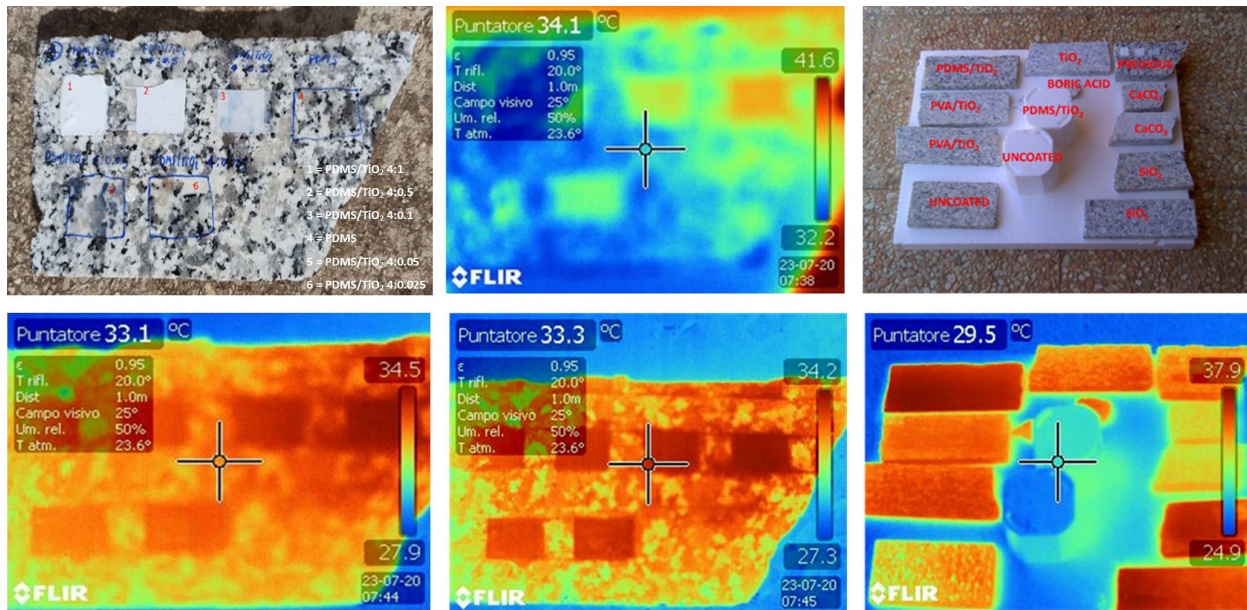 1
2
3
4
5
6
PDMS
1 = PDMS/TiO₂ 4:1
2 = PDMS/TiO₂ 4:0.5
3 = PDMS/TiO₂ 4:0.1
4 = PDMS
5 = PDMS/TiO₂ 4:0.05
6 = PDMS/TiO₂ 4:0.025
Puntatore 34.1 °C
ε 0.95
T rifl. 20.0°
Dist 1.0m
Campo visivo 25°
Um. rel. 50%
T atm. 23.6°
41.6
32.2
23-07-20
07:38
FLIR
TiO₂
PDMS/TiO₂
PREVIOUS
BORIC ACID
CaCO₃
PVA/TiO₂
PDMS/TiO₂
CaCO₃
PVA/TiO₂
UNCOATED
SiO₂
UNCOATED
SiO₂
Puntatore 33.1 °C
ε 0.95
T rifl. 20.0°
Dist 1.0m
Campo visivo 25°
Um. rel. 50%
T atm. 23.6°
34.5
27.9
23-07-20
07:44
FLIR
Puntatore 33.3 °C
ε 0.95
T rifl. 20.0°
Dist 1.0m
Campo visivo 25°
Um. rel. 50%
T atm. 23.6°
34.2
27.3
23-07-20
07:45
FLIR
Puntatore 29.5 °C
37.9
24.9
FLIR